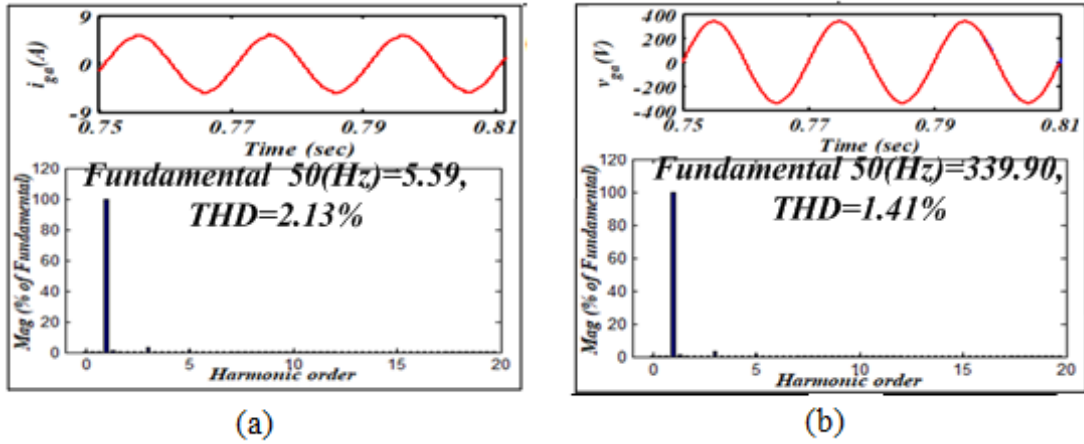 9
0
-9
i_ga(A)
0.75 0.77 0.79 0.81
Time (sec)
120
100
80
60
40
20
0
Mag (% of Fundamental)
Fundamental 50(Hz)=5.59,
THD=2.13%
0 5 10 15 20
Harmonic order
(a)
400
200
0
-200
-400
v_ga(V)
0.75 0.77 0.79 0.81
Time (sec)
120
100
80
60
40
20
0
Mag (% of Fundamental)
Fundamental 50(Hz)=339.90,
THD=1.41%
0 5 10 15 20
Harmonic order
(b)